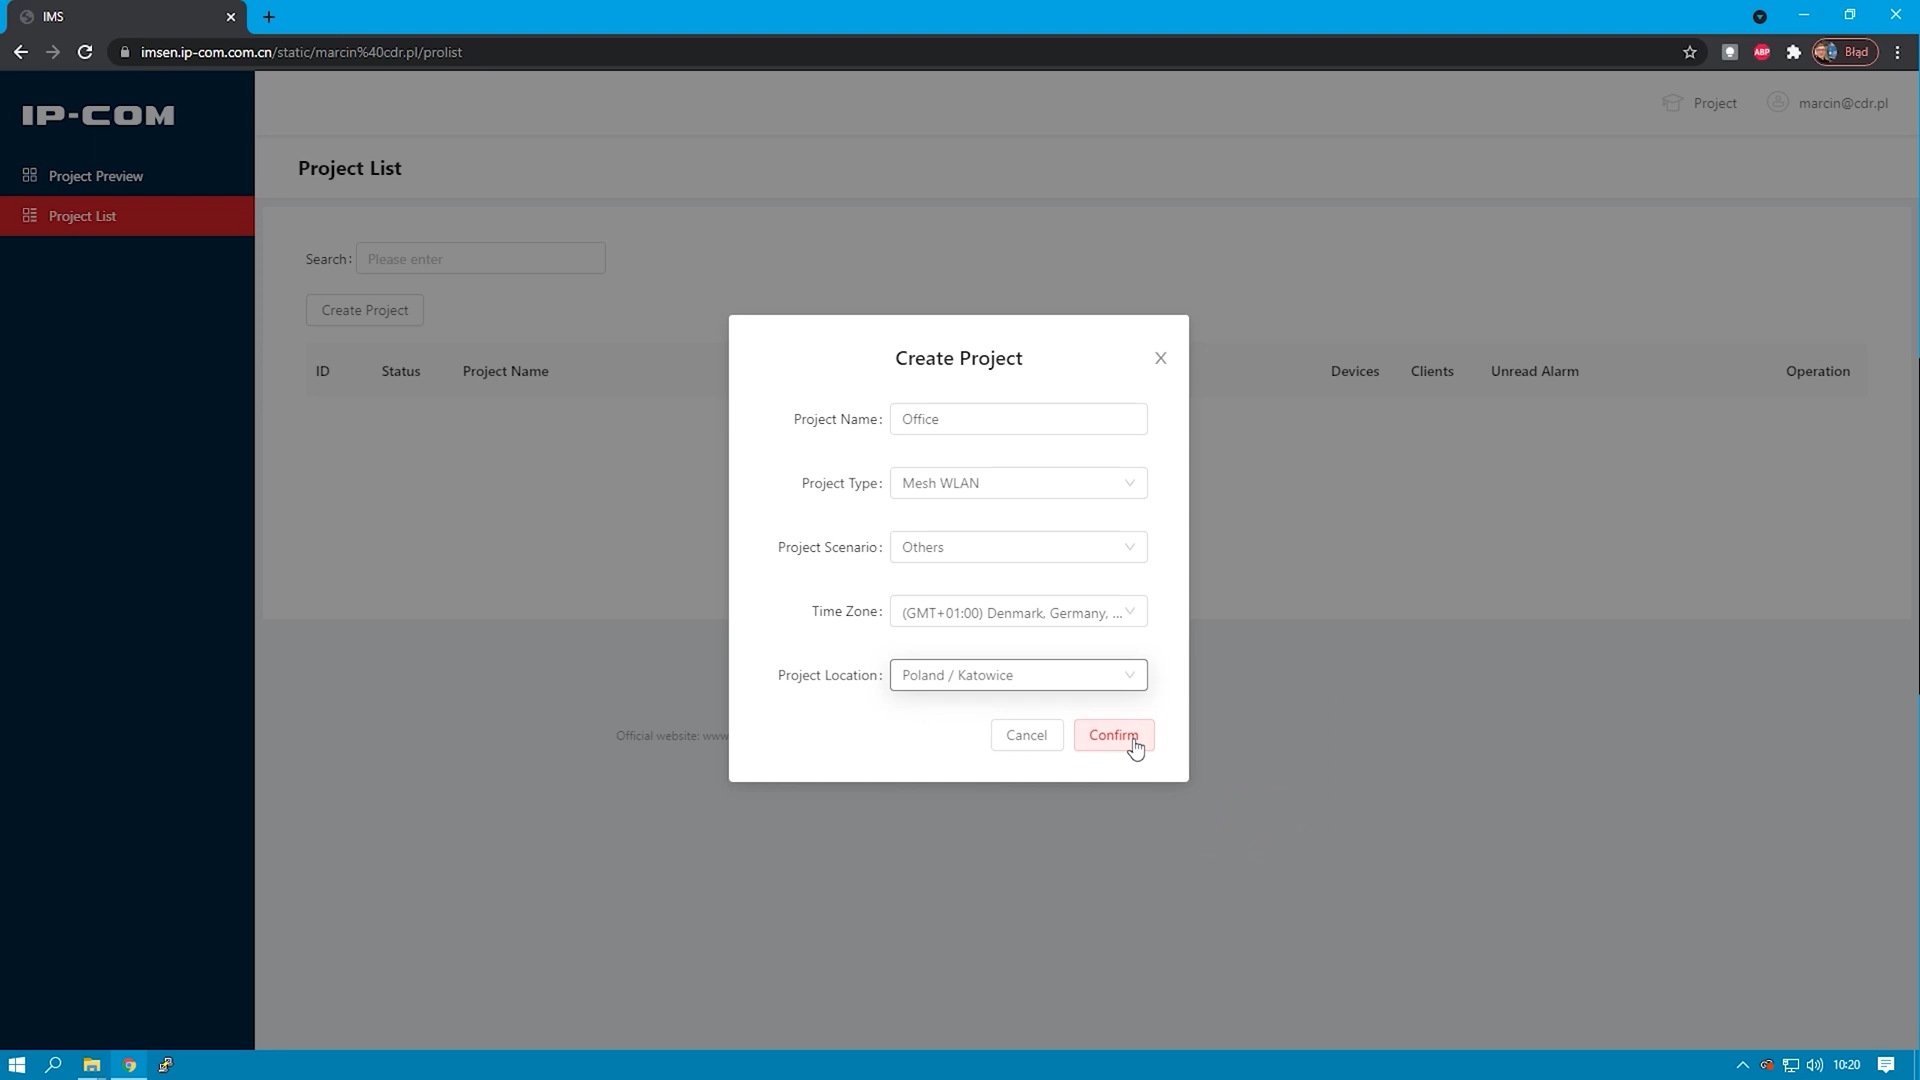 IMS
imsen.ip-com.com.cn/static/marcin%40cdr.pl/prolist
ABP
Błąd
IP-COM
Project
marcin@cdr.pl
Project Preview
Project List
Project List
Search:
Please enter
Create Project
ID
Status
Project Name
Devices
Clients
Unread Alarm
Operation
Create Project
Project Name:
Office
Project Type:
Mesh WLAN
Project Scenario:
Others
Time Zone:
(GMT+01:00) Denmark, Germany, ...
Project Location:
Poland / Katowice
Cancel
Confirm
Official website: www
10:20